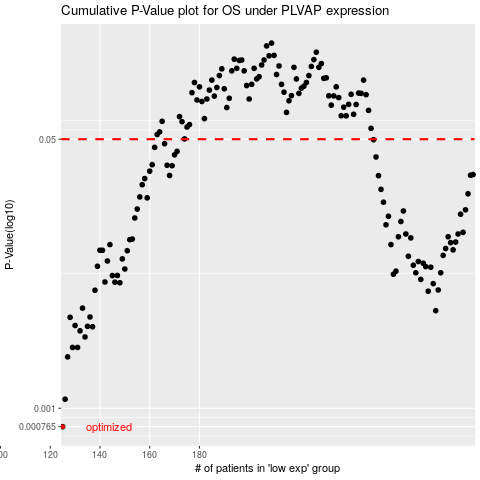 Cumulative P-Value plot for OS under PLVAP expression
P-Value(log10)
0.05
0.001
0.000765
optimized
00 120 140 160 180
# of patients in 'low exp' group